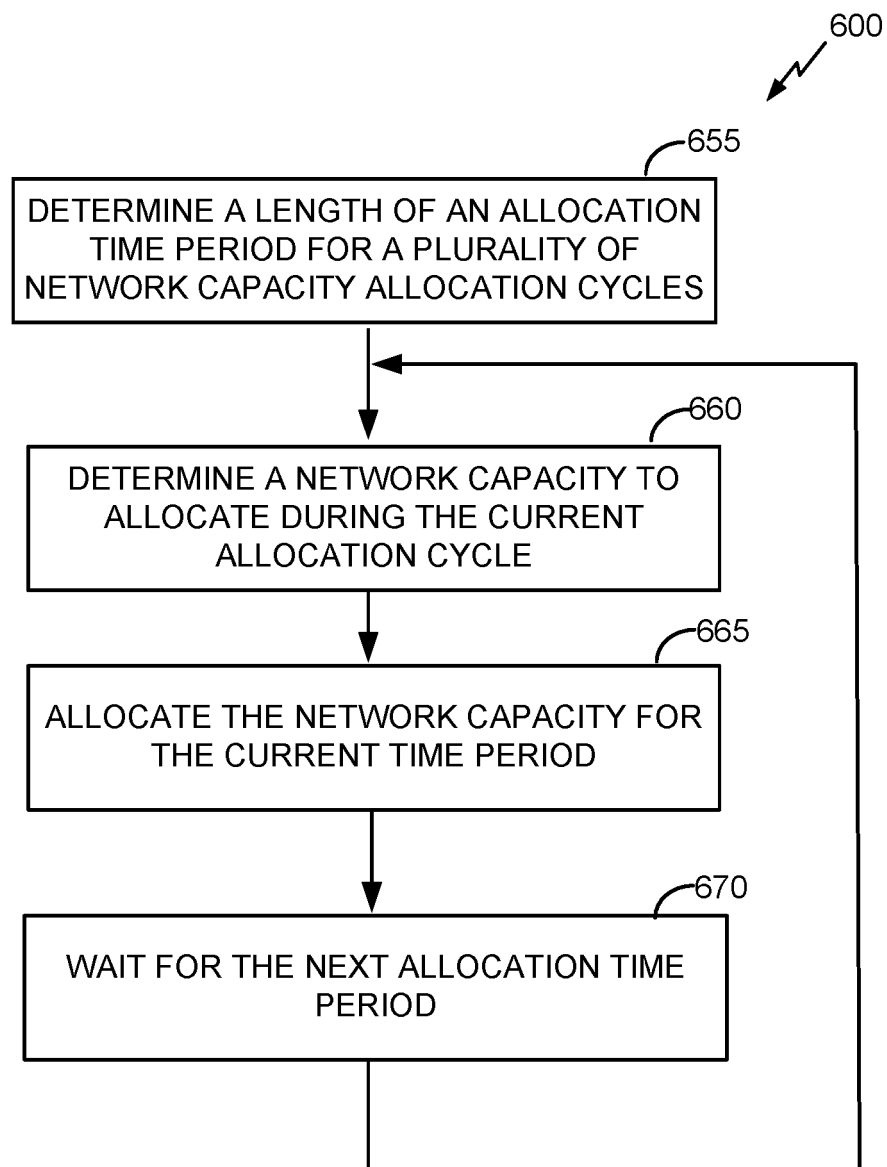 600
655
DETERMINE A LENGTH OF AN ALLOCATION
TIME PERIOD FOR A PLURALITY OF
NETWORK CAPACITY ALLOCATION CYCLES
660
DETERMINE A NETWORK CAPACITY TO
ALLOCATE DURING THE CURRENT
ALLOCATION CYCLE
665
ALLOCATE THE NETWORK CAPACITY FOR
THE CURRENT TIME PERIOD
670
WAIT FOR THE NEXT ALLOCATION TIME
PERIOD